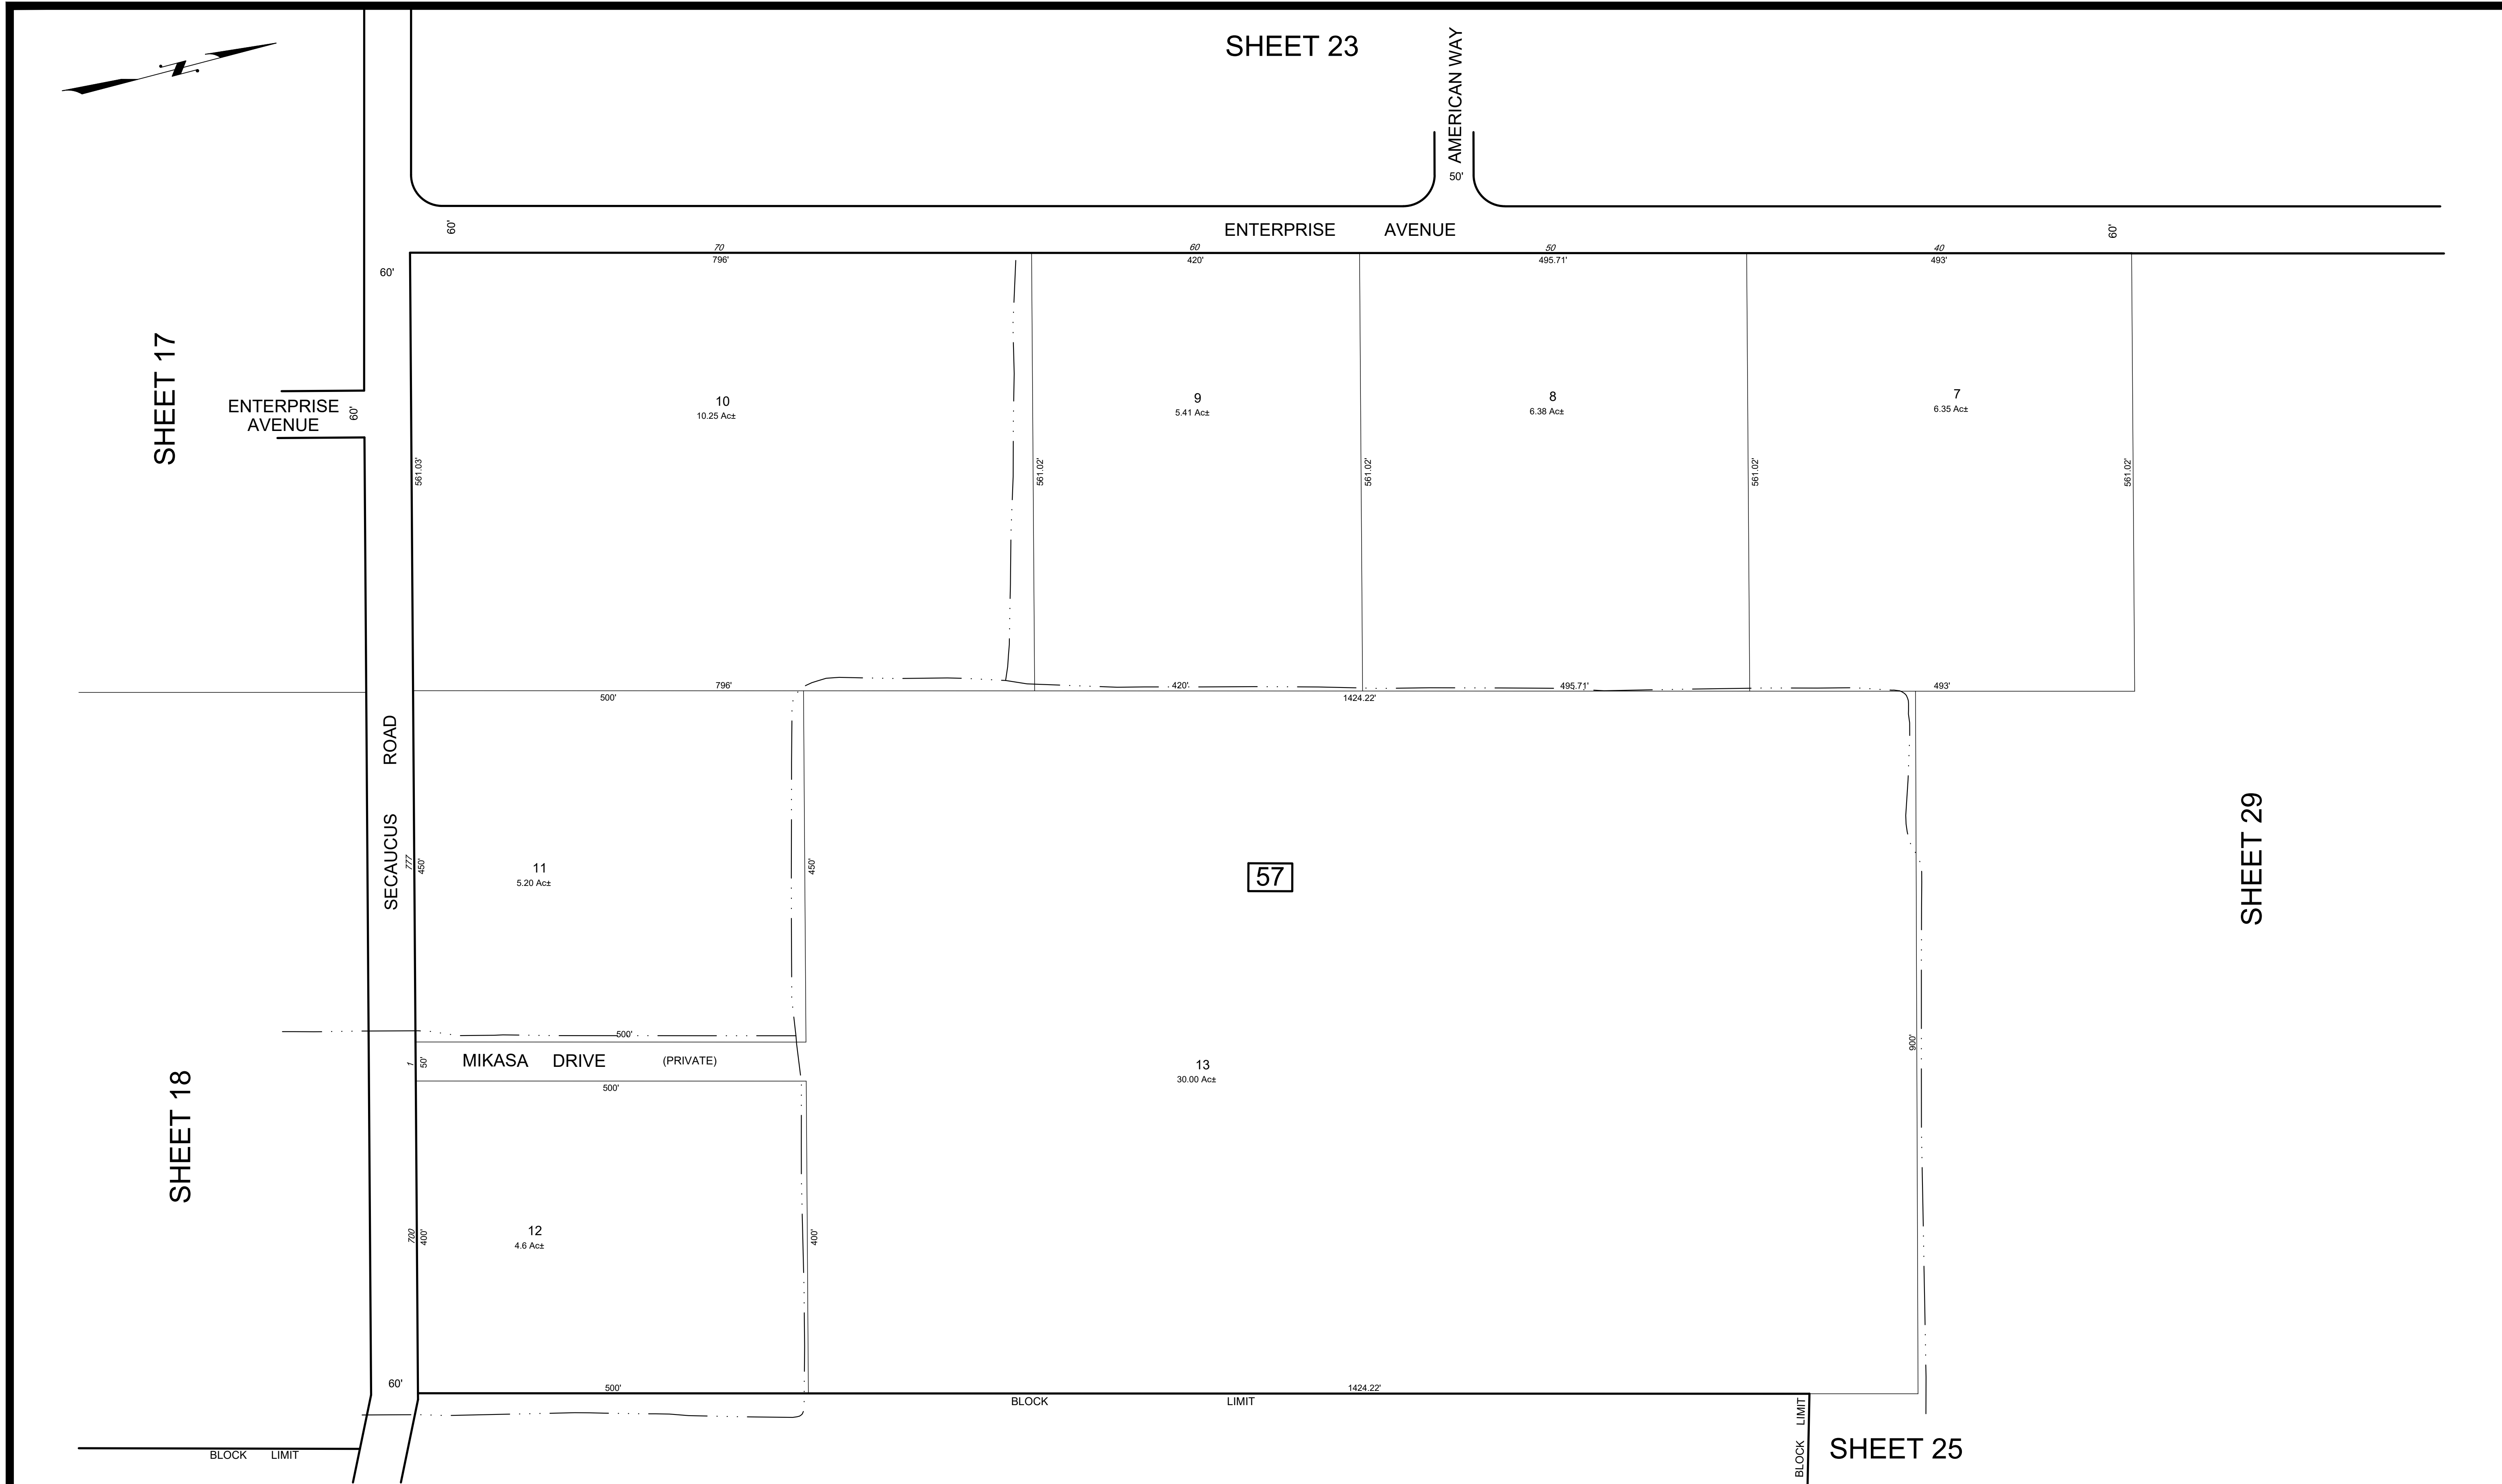 SHEET 23
AMERICAN WAY
50'
60'
ENTERPRISE AVENUE
60'
60'
70
796'
60
420'
50
495.71'
40
493'
SHEET 17
ENTERPRISE
AVENUE
60'
10
10.25 Ac±
9
5.41 Ac±
8
6.38 Ac±
7
6.35 Ac±
561.03'
561.02'
561.02'
561.02'
561.02'
796'
420'
495.71'
493'
500'
1424.22'
SECAUCUS ROAD
777
450'
11
5.20 Ac±
450'
57
SHEET 29
500'
1
50'
MIKASA DRIVE (PRIVATE)
500'
13
30.00 Ac±
900'
SHEET 18
700
400'
12
4.6 Ac±
400'
60'
500'
1424.22'
BLOCK LIMIT
BLOCK LIMIT
BLOCK LIMIT
SHEET 25